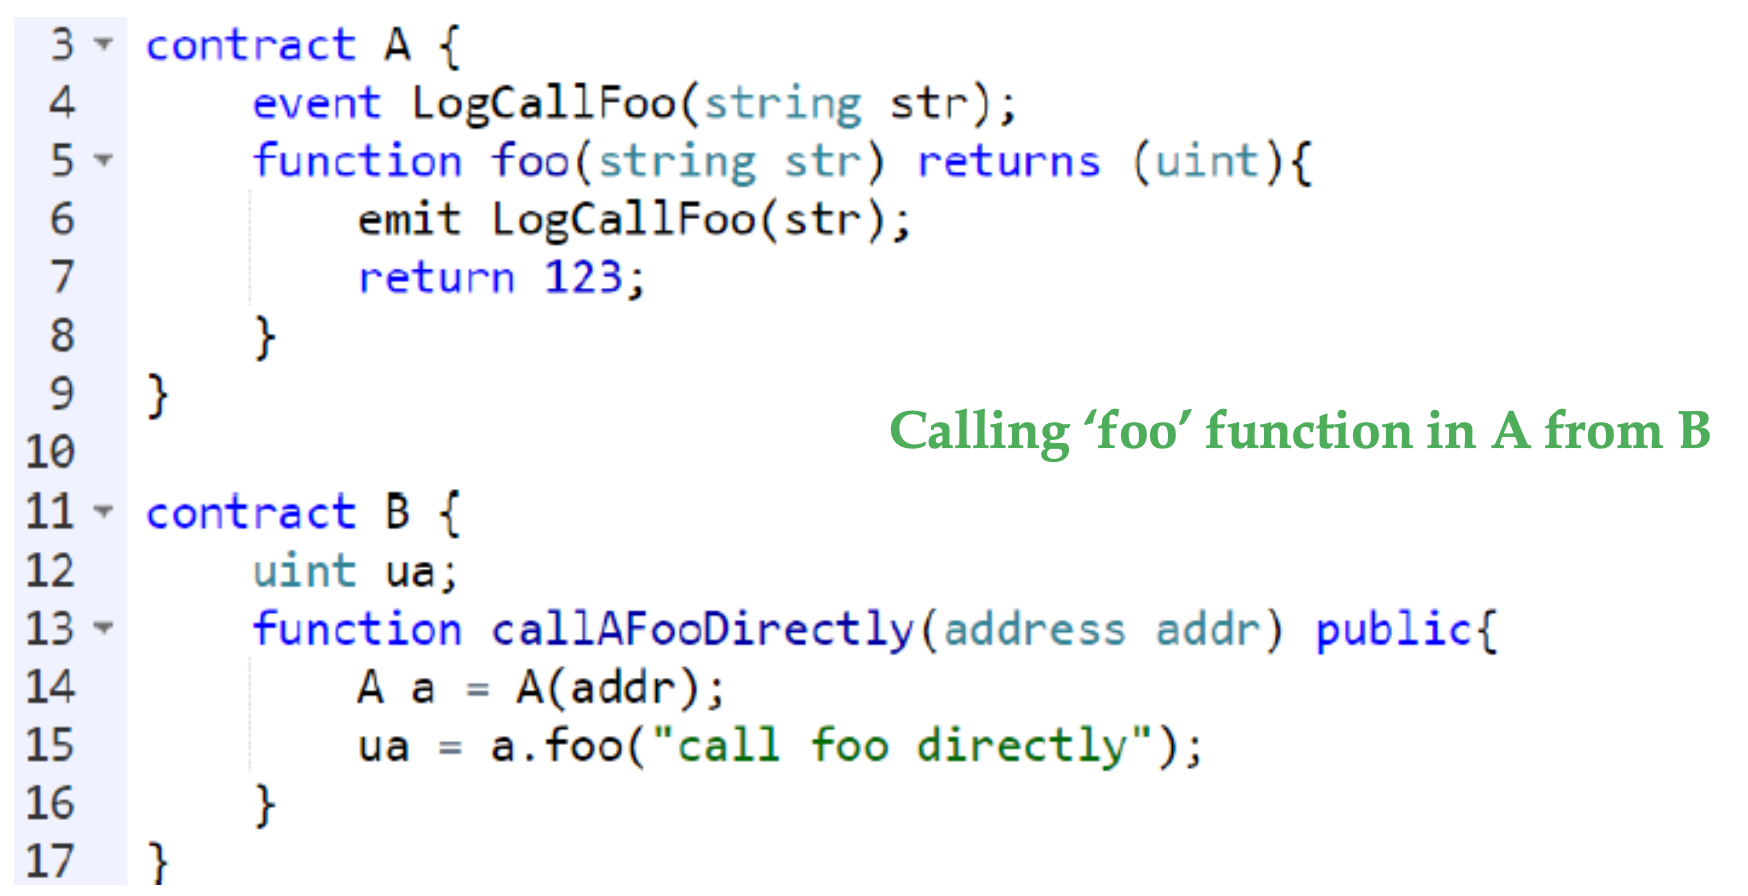 3 contract A {
4 event LogCallFoo(string str);
5 function foo(string str) returns (uint){
6 emit LogCallFoo(str);
7 return 123;
8 }
9 }
Calling ‘foo’ function in A from B
10
11 contract B {
12 uint ua;
13 function callAFooDirectly(address addr) public{
14 A a = A(addr);
15 ua = a.foo("call foo directly");
16 }
17 }